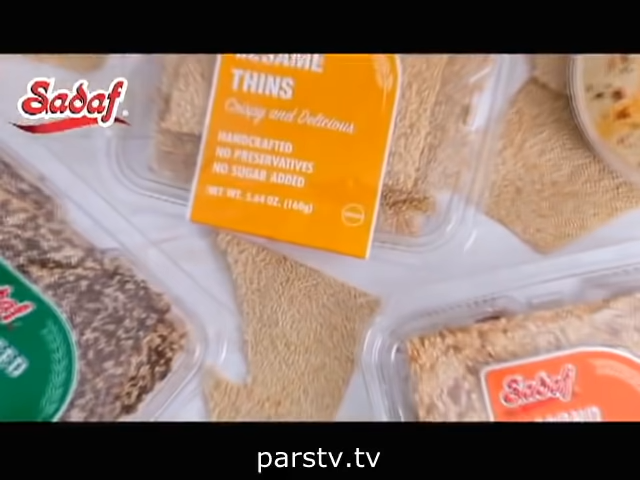 Sadaf
SESAME
THINS
Crispy and Delicious
HANDCRAFTED
NO PRESERVATIVES
NO SUGAR ADDED
NET WT. 5.64 OZ. (160g)
Sadaf
parstv.tv